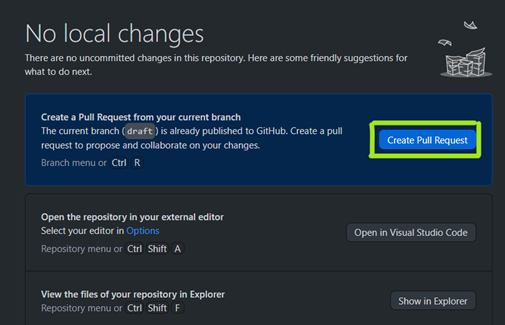 No local changes
There are no uncommitted changes in this repository. Here are some friendly suggestions for
what to do next.
Create a Pull Request from your current branch
The current branch (draft) is already published to GitHub. Create a pull
request to propose and collaborate on your changes.
Branch menu or Ctrl R
Create Pull Request
Open the repository in your external editor
Select your editor in Options
Repository menu or Ctrl Shift A
Open in Visual Studio Code
View the files of your repository in Explorer
Repository menu or Ctrl Shift F
Show in Explorer